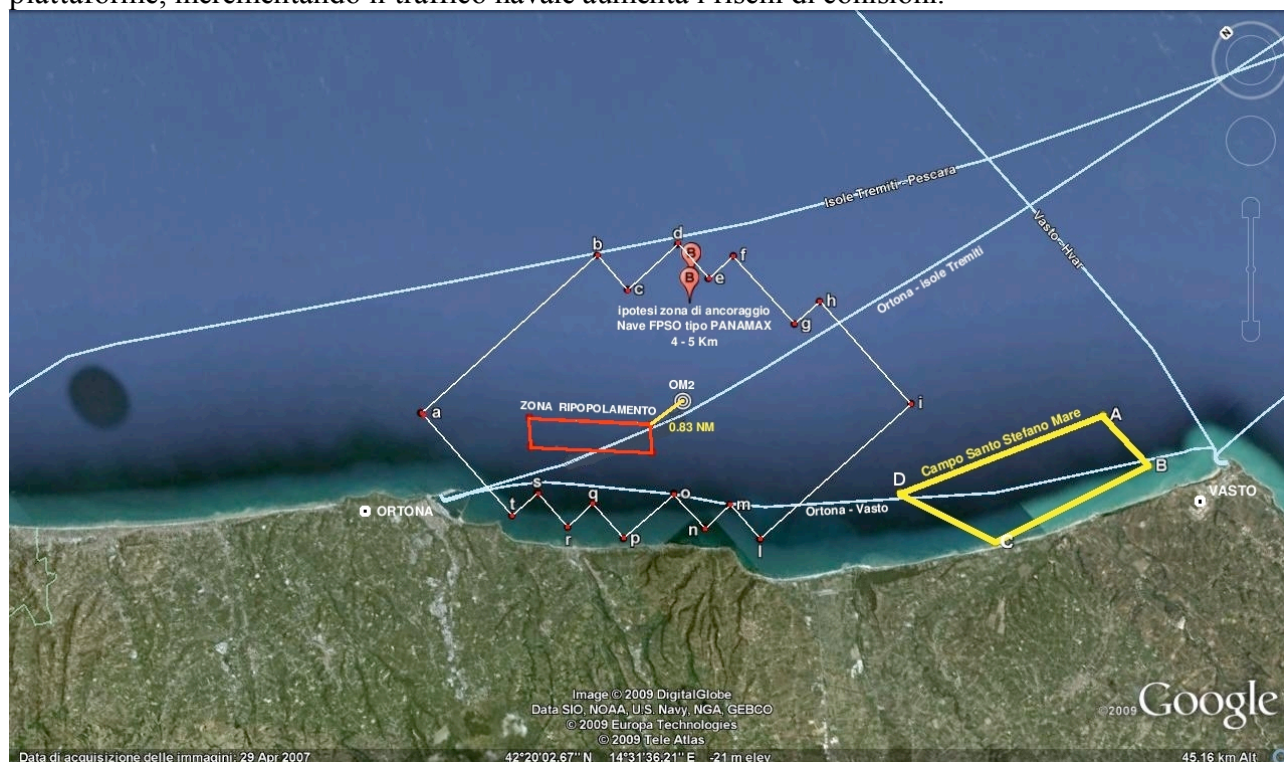 piattaforme, incrementando il traffico navale aumenta i rischi di collisioni.
N
Isole Tremiti - Pescara
Vasto - Hvar
Ortona - isole Tremiti
b
d
B
B
c
e
f
g
h
ipotesi zona di ancoraggio
Nave FPSO tipo PANAMAX
4 - 5 Km
OM2
ZONA RIPOPOLAMENTO
0.83 NM
a
i
Campo Santo Stefano Mare
A
B
C
D
VASTO
ORTONA
t
s
r
q
p
o
n
m
l
Ortona - Vasto
Image © 2009 DigitalGlobe
Data SIO, NOAA, U.S. Navy, NGA, GEBCO
© 2009 Europa Technologies
© 2009 Tele Atlas
©2009 Google
Data di acquisizione delle immagini: 29 Apr 2007
42°20'02.67" N 14°31'36.21" E -21 m elev
45.16 km Alt